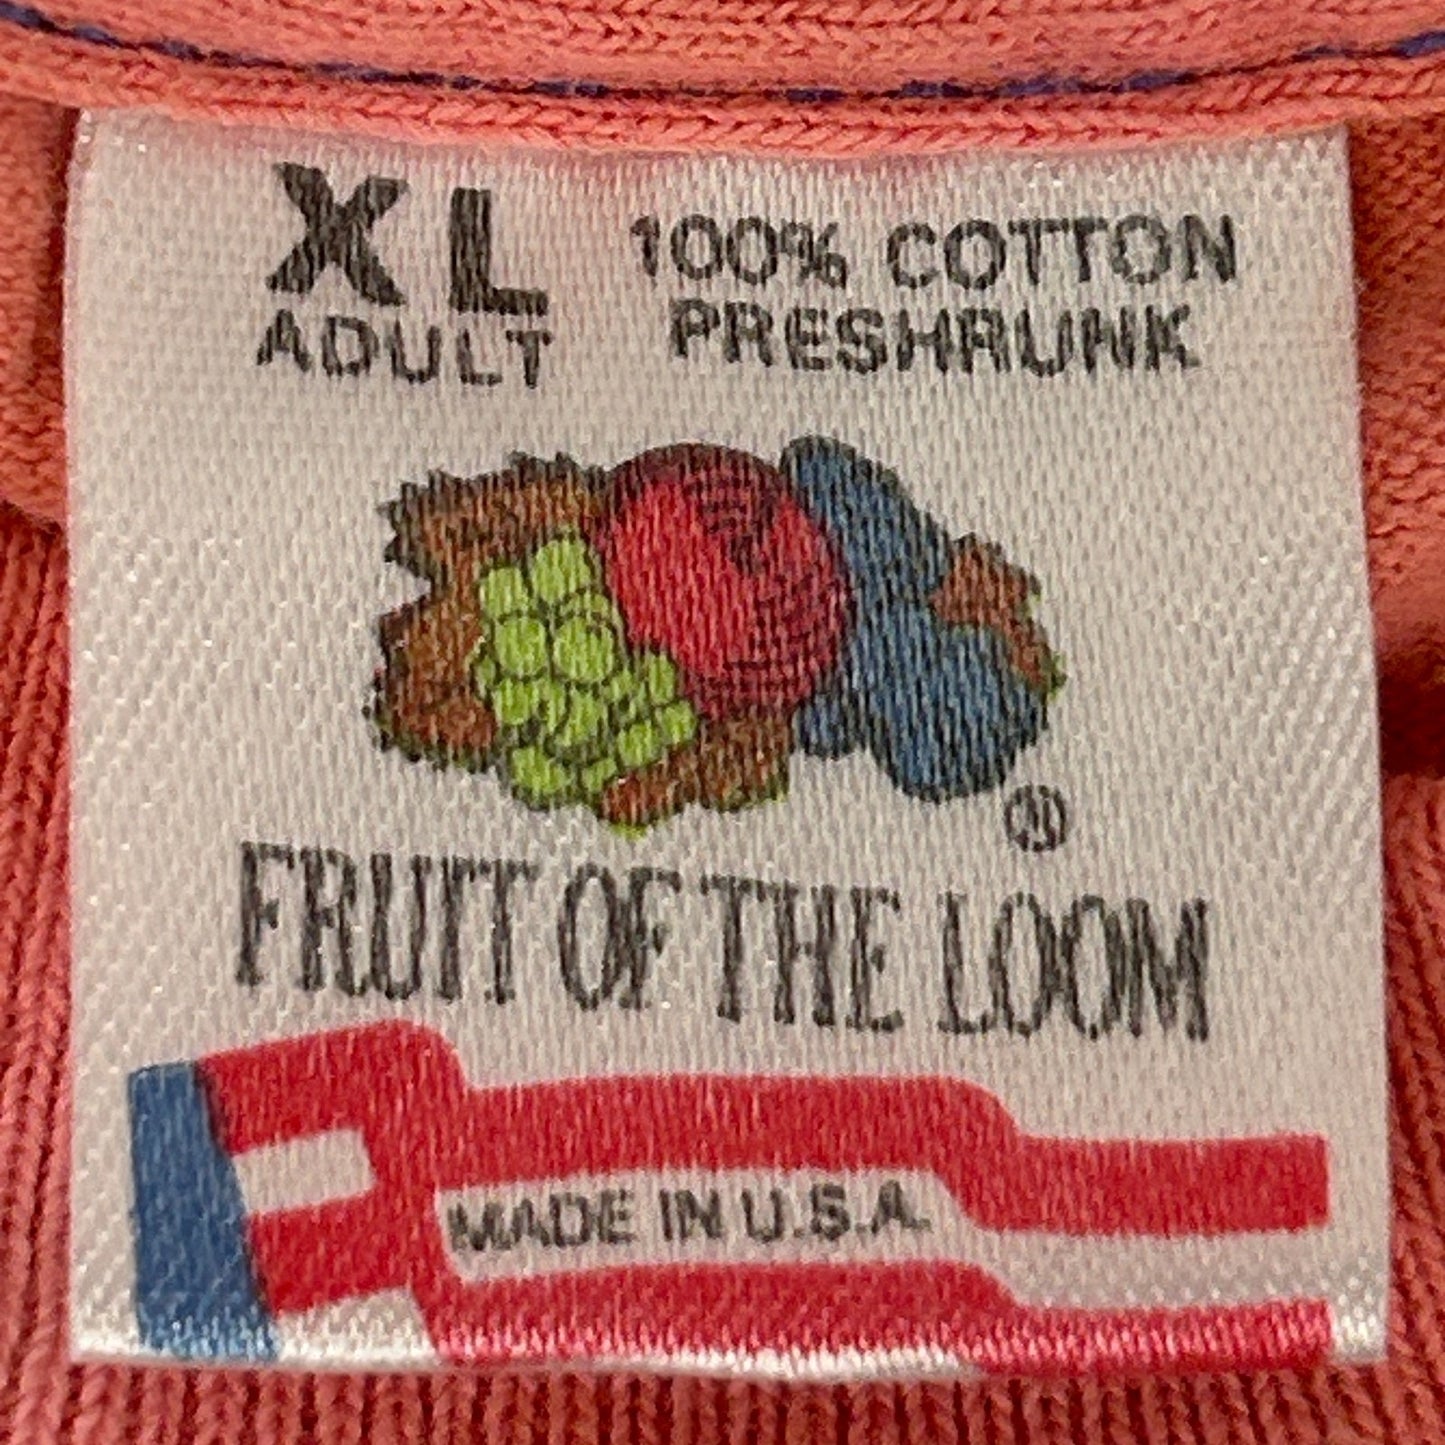 XL
ADULT
100% COTTON
PRESHRUNK
®
FRUIT OF THE LOOM
MADE IN U.S.A.